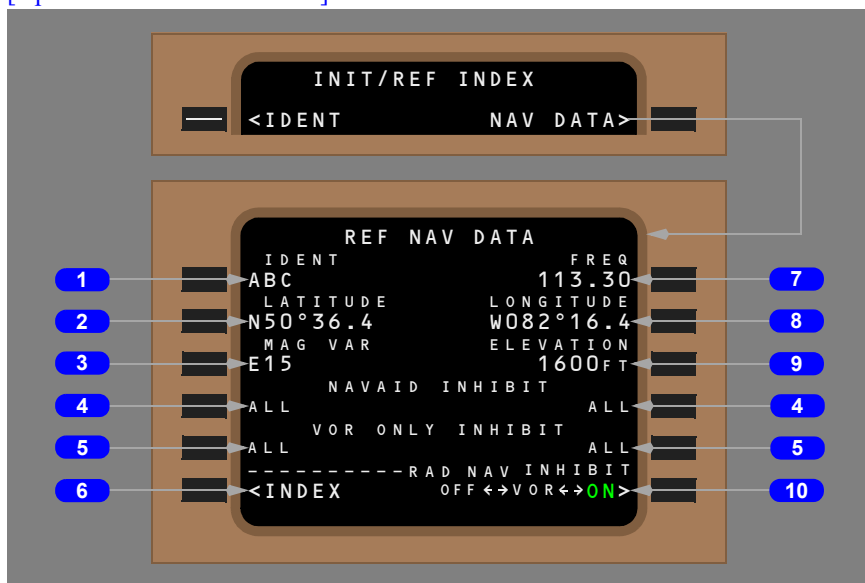 INIT/REF INDEX
<IDENT NAV DATA>
REF NAV DATA
IDENT FREQ
1 ABC 113.30 7
LATITUDE LONGITUDE
2 N50°36.4 W082°16.4 8
MAG VAR ELEVATION
3 E15 1600FT 9
NAVAID INHIBIT
4 ALL ALL 4
VOR ONLY INHIBIT
5 ALL ALL 5
----------RAD NAV INHIBIT
6 <INDEX OFF←→VOR←→ON> 10